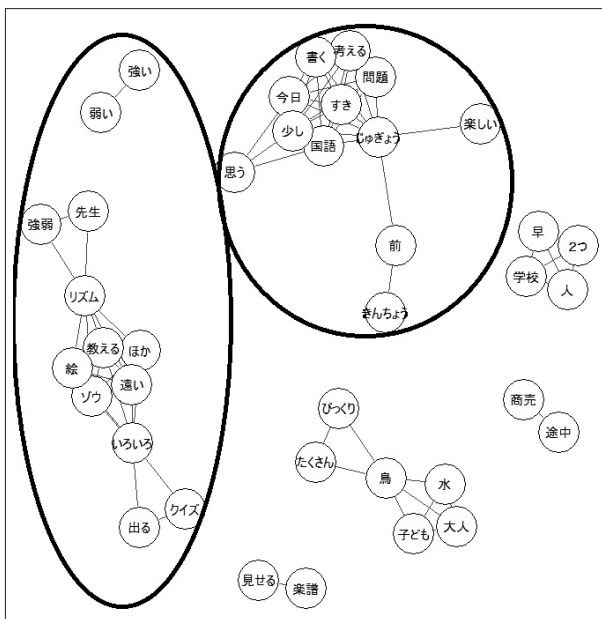 強い
弱い
書く
考える
問題
今日
すき
少し
じゅぎょう
国語
楽しい
思う
先生
強弱
前
早
2つ
学校
人
リズム
きんちょう
教える
ほか
絵
遠い
ゾウ
いろいろ
商売
途中
びっくり
たくさん
鳥
水
クイズ
出る
子ども
大人
見せる
楽譜